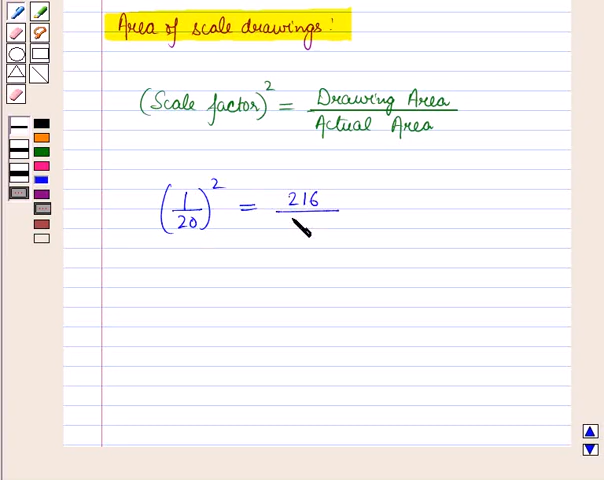 Area of scale drawings:
(Scale factor)² = Drawing Area / Actual Area
(1/20)² = 216 /